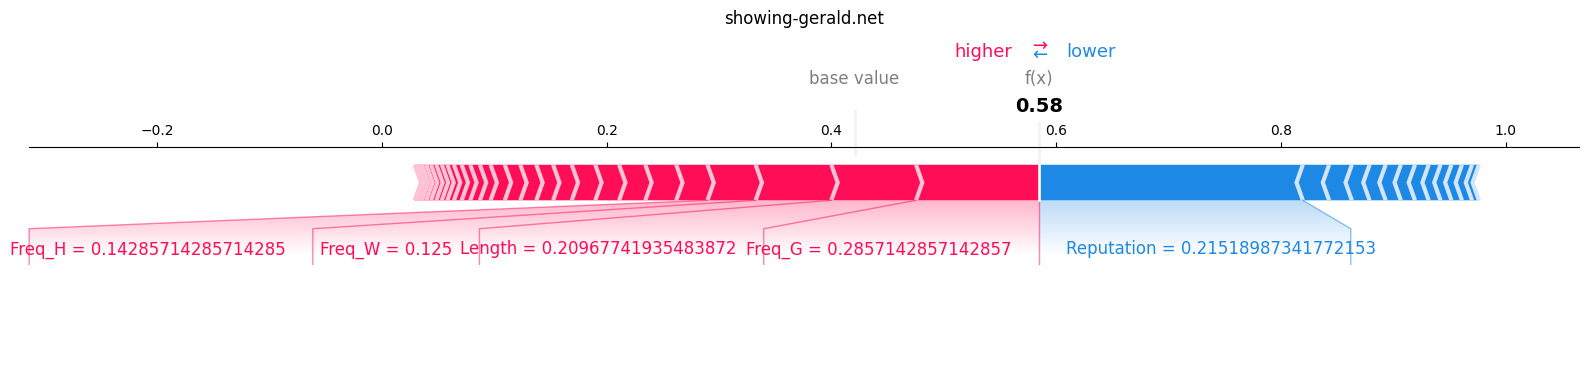 showing-gerald.net
higher ⇄ lower
base value f(x)
0.58
−0.2 0.0 0.2 0.4 0.6 0.8 1.0
Freq_H = 0.14285714285714285 Freq_W = 0.125 Length = 0.20967741935483872 Freq_G = 0.2857142857142857 Reputation = 0.21518987341772153